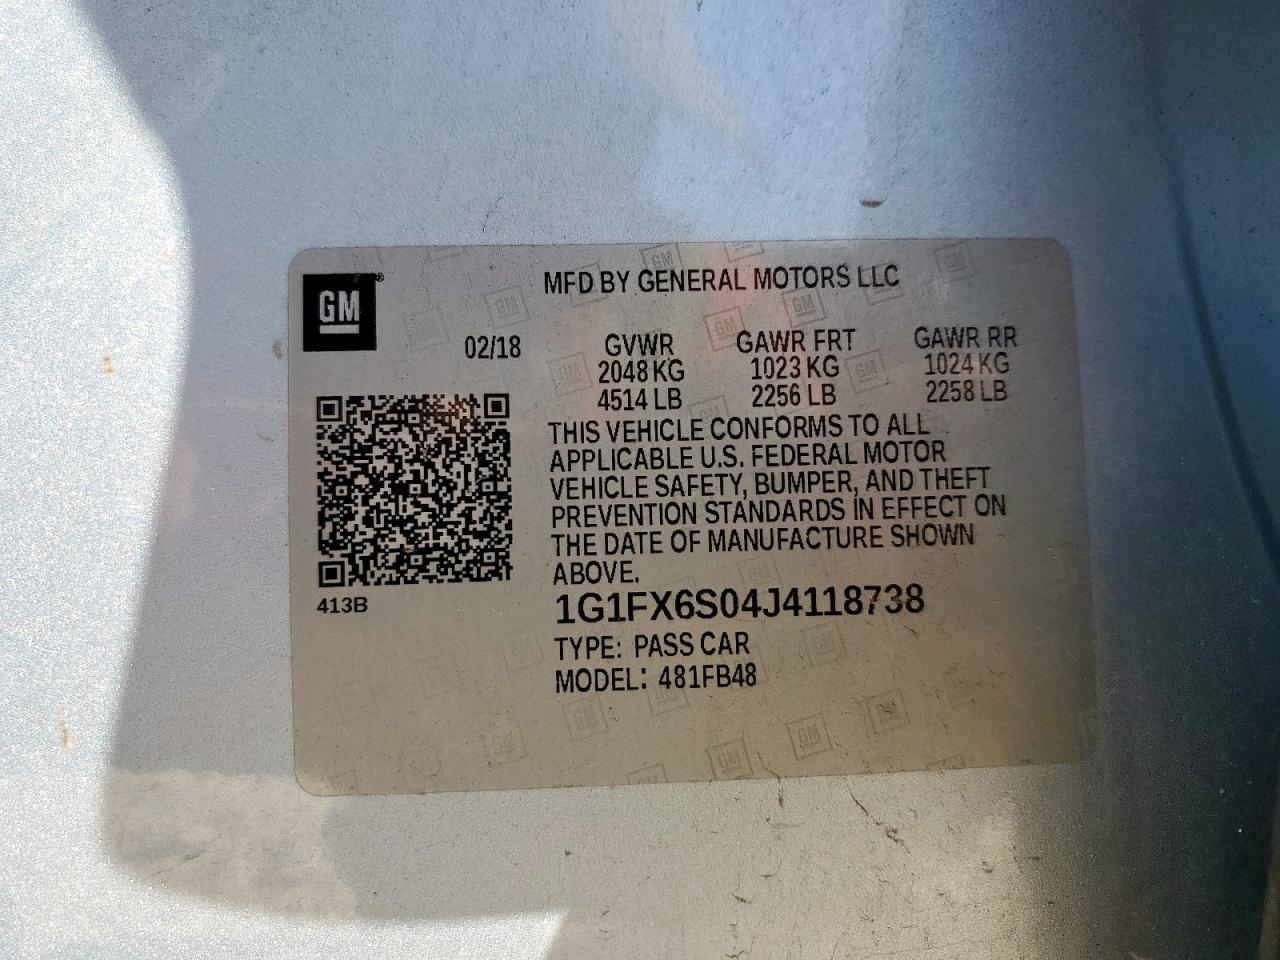 GM®
MFD BY GENERAL MOTORS LLC
02/18 GVWR GAWR FRT GAWR RR
2048 KG 1023 KG 1024 KG
4514 LB 2256 LB 2258 LB
THIS VEHICLE CONFORMS TO ALL
APPLICABLE U.S. FEDERAL MOTOR
VEHICLE SAFETY, BUMPER, AND THEFT
PREVENTION STANDARDS IN EFFECT ON
THE DATE OF MANUFACTURE SHOWN
ABOVE.
413B
1G1FX6S04J4118738
TYPE: PASS CAR
MODEL: 481FB48